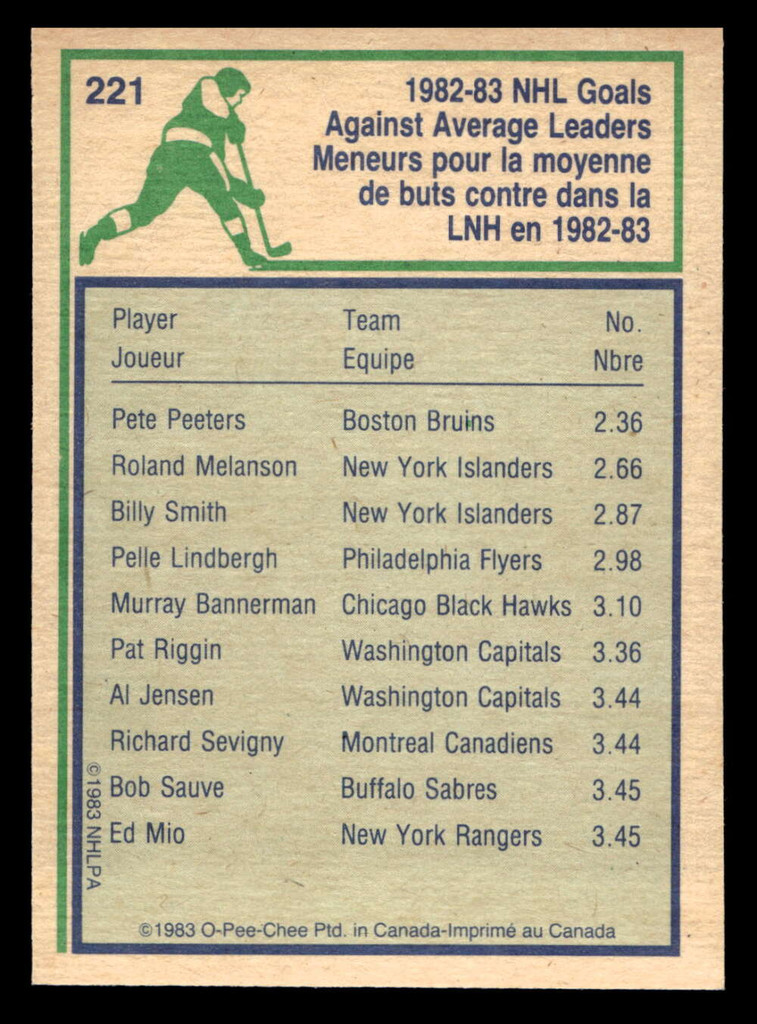 221
1982-83 NHL Goals
Against Average Leaders
Meneurs pour la moyenne
de buts contre dans la
LNH en 1982-83
Player Team No.
Joueur Equipe Nbre
Pete Peeters Boston Bruins 2.36
Roland Melanson New York Islanders 2.66
Billy Smith New York Islanders 2.87
Pelle Lindbergh Philadelphia Flyers 2.98
Murray Bannerman Chicago Black Hawks 3.10
Pat Riggin Washington Capitals 3.36
Al Jensen Washington Capitals 3.44
Richard Sevigny Montreal Canadiens 3.44
Bob Sauve Buffalo Sabres 3.45
Ed Mio New York Rangers 3.45
©1983 NHLPA
©1983 O-Pee-Chee Ptd. in Canada-Imprimé au Canada